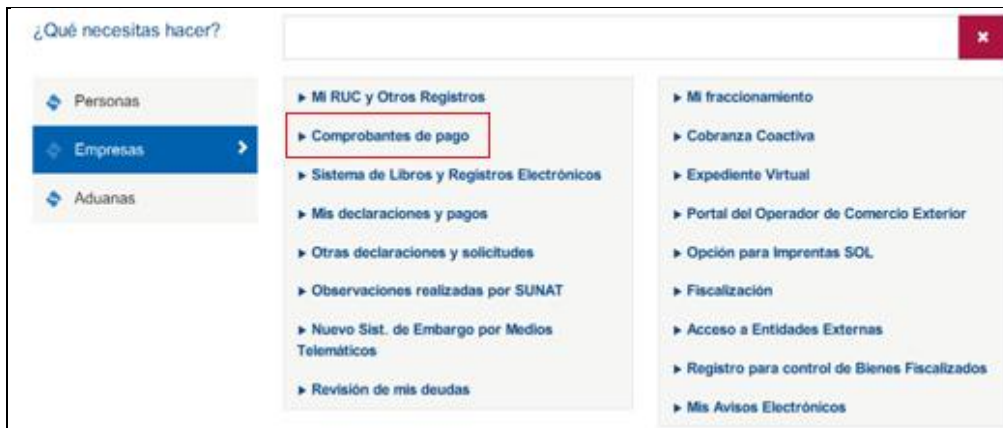 ¿Qué necesitas hacer?
Personas
Empresas
Aduanas
Mi RUC y Otros Registros
Comprobantes de pago
Sistema de Libros y Registros Electrónicos
Mis declaraciones y pagos
Otras declaraciones y solicitudes
Observaciones realizadas por SUNAT
Nuevo Sist. de Embargo por Medios
Telemáticos
Revisión de mis deudas
Mi fraccionamiento
Cobranza Coactiva
Expediente Virtual
Portal del Operador de Comercio Exterior
Opción para Imprentas SOL
Fiscalización
Acceso a Entidades Externas
Registro para control de Bienes Fiscalizados
Mis Avisos Electrónicos